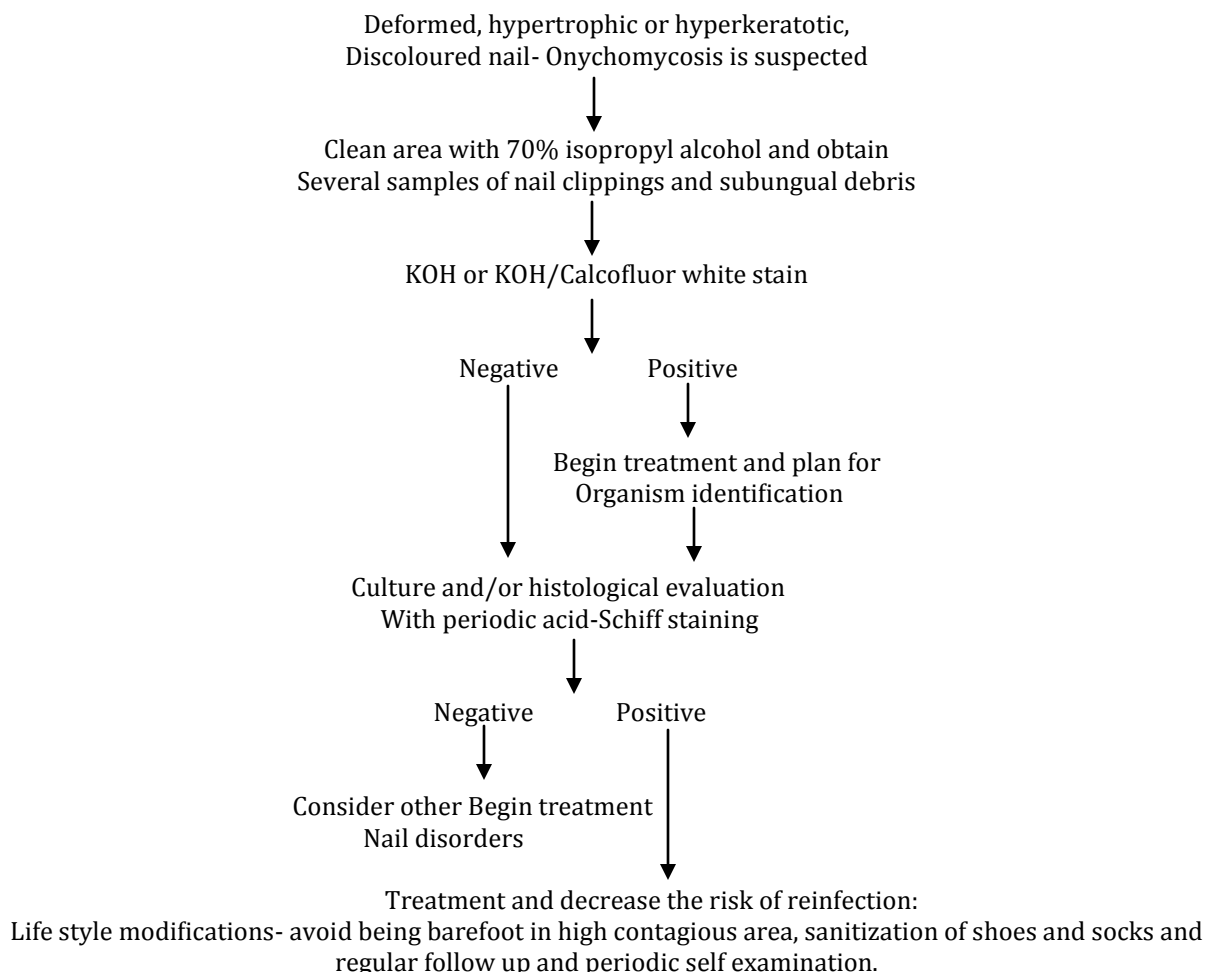 Deformed, hypertrophic or hyperkeratotic,
Discoloured nail- Onychomycosis is suspected
Clean area with 70% isopropyl alcohol and obtain
Several samples of nail clippings and subungual debris
KOH or KOH/Calcofluor white stain
Negative Positive
Begin treatment and plan for
Organism identification
Culture and/or histological evaluation
With periodic acid-Schiff staining
Negative Positive
Consider other Begin treatment
Nail disorders
Treatment and decrease the risk of reinfection:
Life style modifications- avoid being barefoot in high contagious area, sanitization of shoes and socks and
regular follow up and periodic self examination.